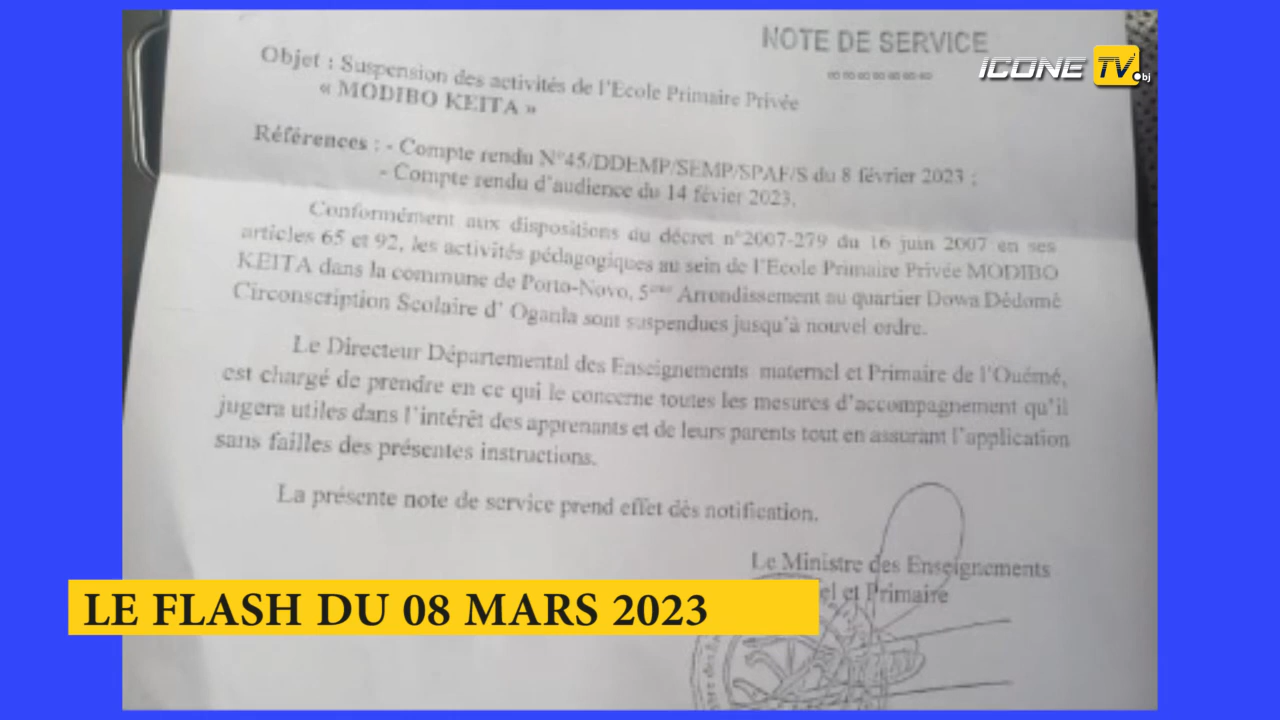 NOTE DE SERVICE
ICONE TV.bj
Objet : Suspension des activités de l'Ecole Primaire Privée
« MODIBO KEITA »
Références : - Compte rendu N°45/DDEMP/SEMP/SPAF/S du 8 février 2023 ;
- Compte rendu d'audience du 14 févier 2023.
Conformément aux dispositions du décret n°2007-279 du 16 juin 2007 en ses
articles 65 et 92, les activités pédagogiques au sein de l'Ecole Primaire Privée MODIBO
KEITA dans la commune de Porto-Novo, 5ème Arrondissement au quartier Dowa Dédomè
Circonscription Scolaire d' Oganla sont suspendues jusqu'à nouvel ordre.
Le Directeur Départemental des Enseignements maternel et Primaire de l'Ouémé,
est chargé de prendre en ce qui le concerne toutes les mesures d'accompagnement qu'il
jugera utiles dans l'intérêt des apprenants et de leurs parents tout en assurant l'application
sans failles des présentes instructions.
La présente note de service prend effet dès notification.
Le Ministre des Enseignements
el et Primaire
LE FLASH DU 08 MARS 2023